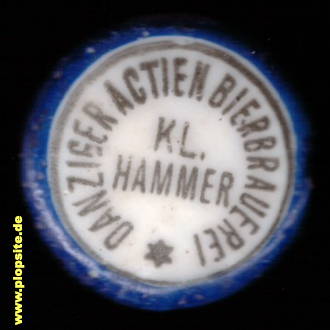 DANZIGER ACTIEN BIERBRAUEREI
KL.
HAMMER
www.plopsite.de